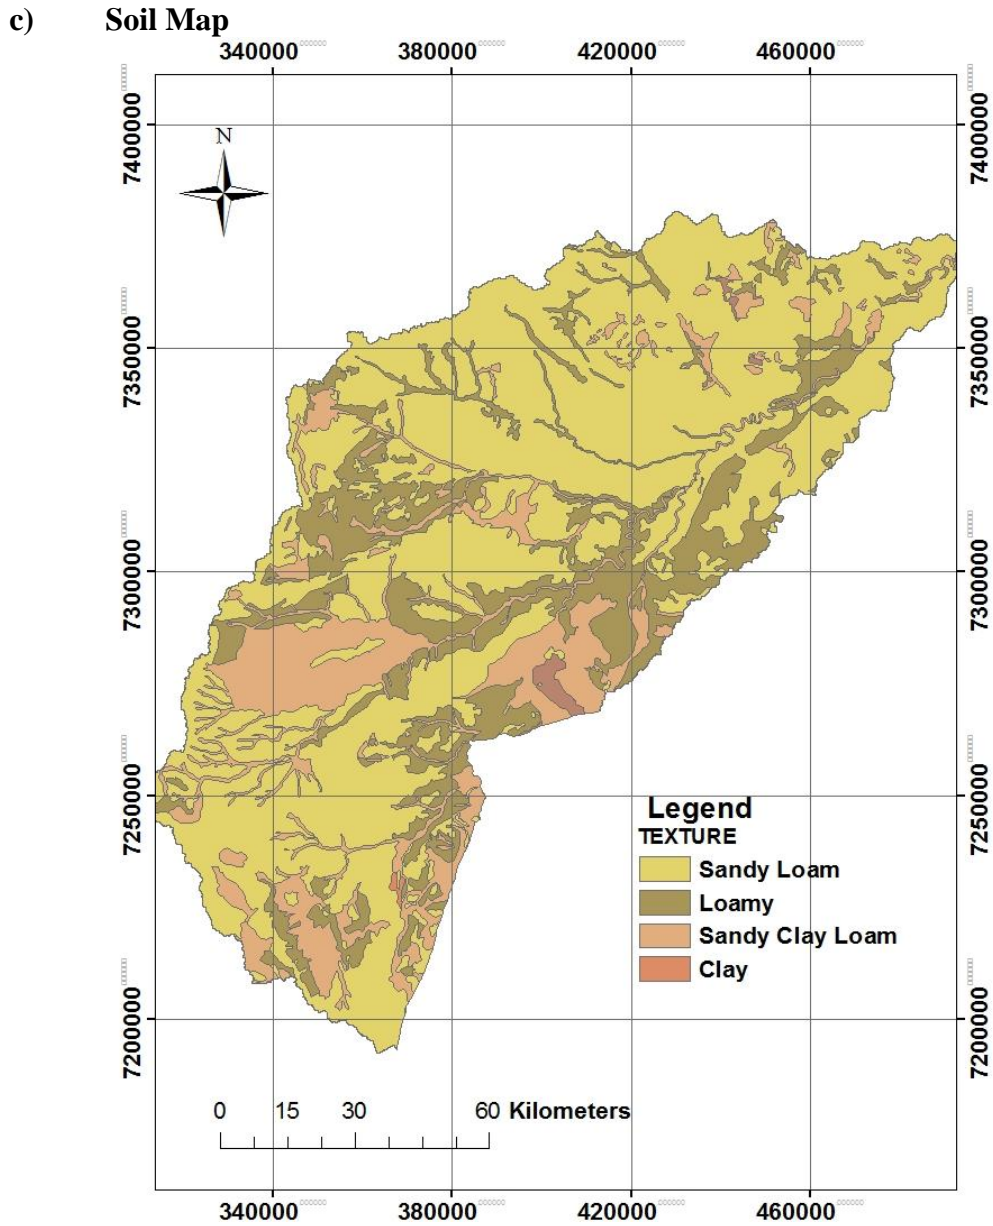 c) Soil Map
340000 380000 420000 460000
7400000 7400000
N
7350000 7350000
7300000 7300000
7250000 7250000
Legend
TEXTURE
Sandy Loam
Loamy
Sandy Clay Loam
Clay
7200000 7200000
0 15 30 60 Kilometers
340000 380000 420000 460000